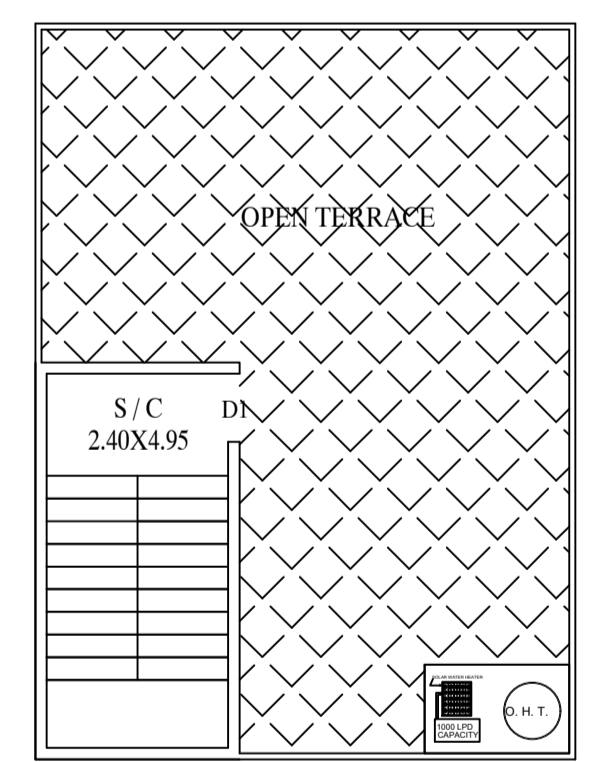 OPEN TERRACE
S / C
D1
2.40X4.95
SOLAR WATER HEATER
O. H. T.
1000 LPD
CAPACITY